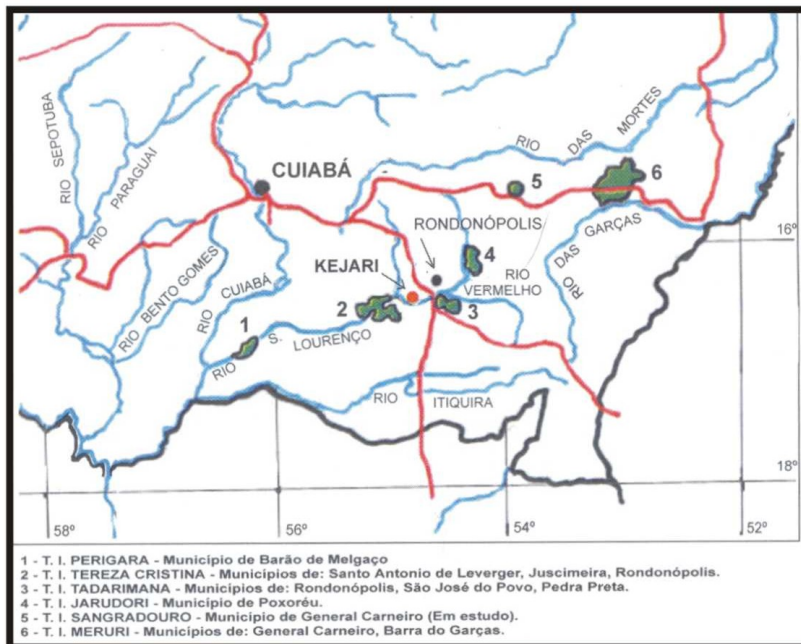 RIO SEPOTUBA
RIO PARAGUAI
CUIABÁ
RIO DAS MORTES
5
6
RONDONÓPOLIS
KEJARI
4
RIO VERMELHO
RIO DAS GARÇAS
16º
RIO BENTO GOMES
RIO CUIABÁ
2
3
1
RIO S. LOURENÇO
RIO ITIQUIRA
18º
58º
56º
54º
52º
1 - T. I. PERIGARA - Município de Barão de Melgaço
2 - T. I. TEREZA CRISTINA - Municípios de: Santo Antonio de Leverger, Juscimeira, Rondonópolis.
3 - T. I. TADARIMANA - Municípios de: Rondonópolis, São José do Povo, Pedra Preta.
4 - T. I. JARUDORI - Município de Poxoréu.
5 - T. I. SANGRADOURO - Município de General Carneiro (Em estudo).
6 - T. I. MERURI - Municípios de: General Carneiro, Barra do Garças.